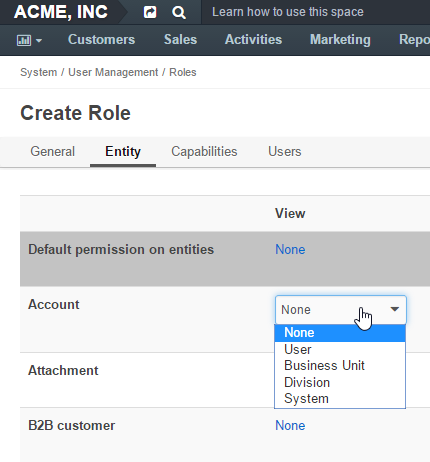 ACME, INC Learn how to use this space
Customers Sales Activities Marketing Repo
System / User Management / Roles
Create Role
General Entity Capabilities Users
View
Default permission on entities None
Account None
None
User
Business Unit
Attachment
Division
System
B2B customer None